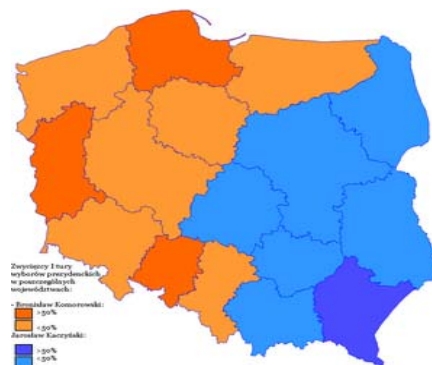 Zwycięzcy I tury
wyborów prezydenckich
w poszczególnych
województwach:
- Bronisław Komorowski:
>50%
<50%
Jarosław Kaczyński:
>50%
<50%